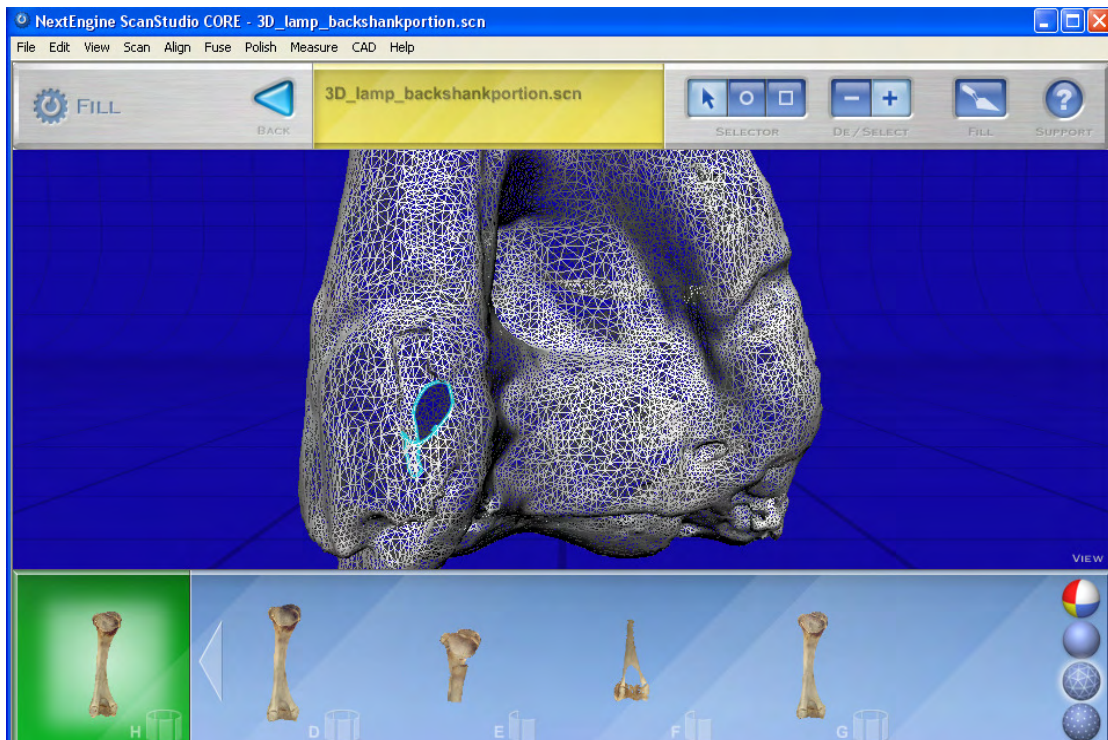 NextEngine ScanStudio CORE - 3D_lamp_backshankportion.scn
File Edit View Scan Align Fuse Polish Measure CAD Help
FILL
BACK
3D_lamp_backshankportion.scn
SELECTOR
DE/SELECT
FILL
SUPPORT
VIEW
H D E F G